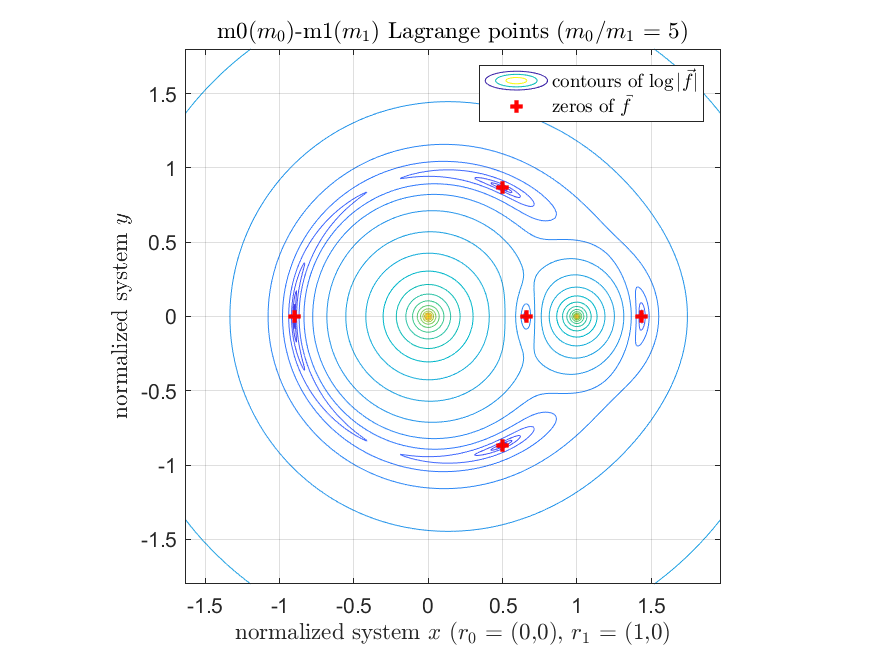 m0(m₀)-m1(m₁) Lagrange points (m₀/m₁ = 5)
contours of log|f⃗|
zeros of f⃗
1.5
1
0.5
0
-0.5
-1
-1.5
normalized system y
-1.5 -1 -0.5 0 0.5 1 1.5
normalized system x (r₀ = (0,0), r₁ = (1,0)